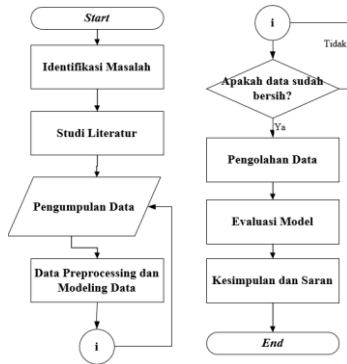 Start
Identifikasi Masalah
Studi Literatur
Pengumpulan Data
Data Preprocessing dan
Modeling Data
i
i
Tidak
Apakah data sudah
bersih?
Ya
Pengolahan Data
Evaluasi Model
Kesimpulan dan Saran
End